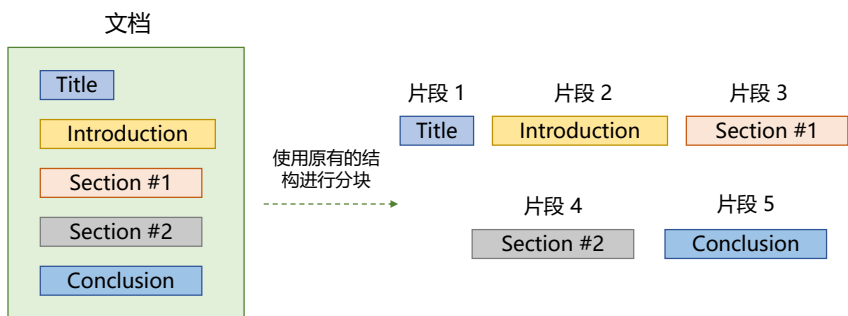 文档
Title
Introduction
Section #1
Section #2
Conclusion
使用原有的结
构进行分块
片段 1
片段 2
片段 3
Title
Introduction
Section #1
片段 4
片段 5
Section #2
Conclusion